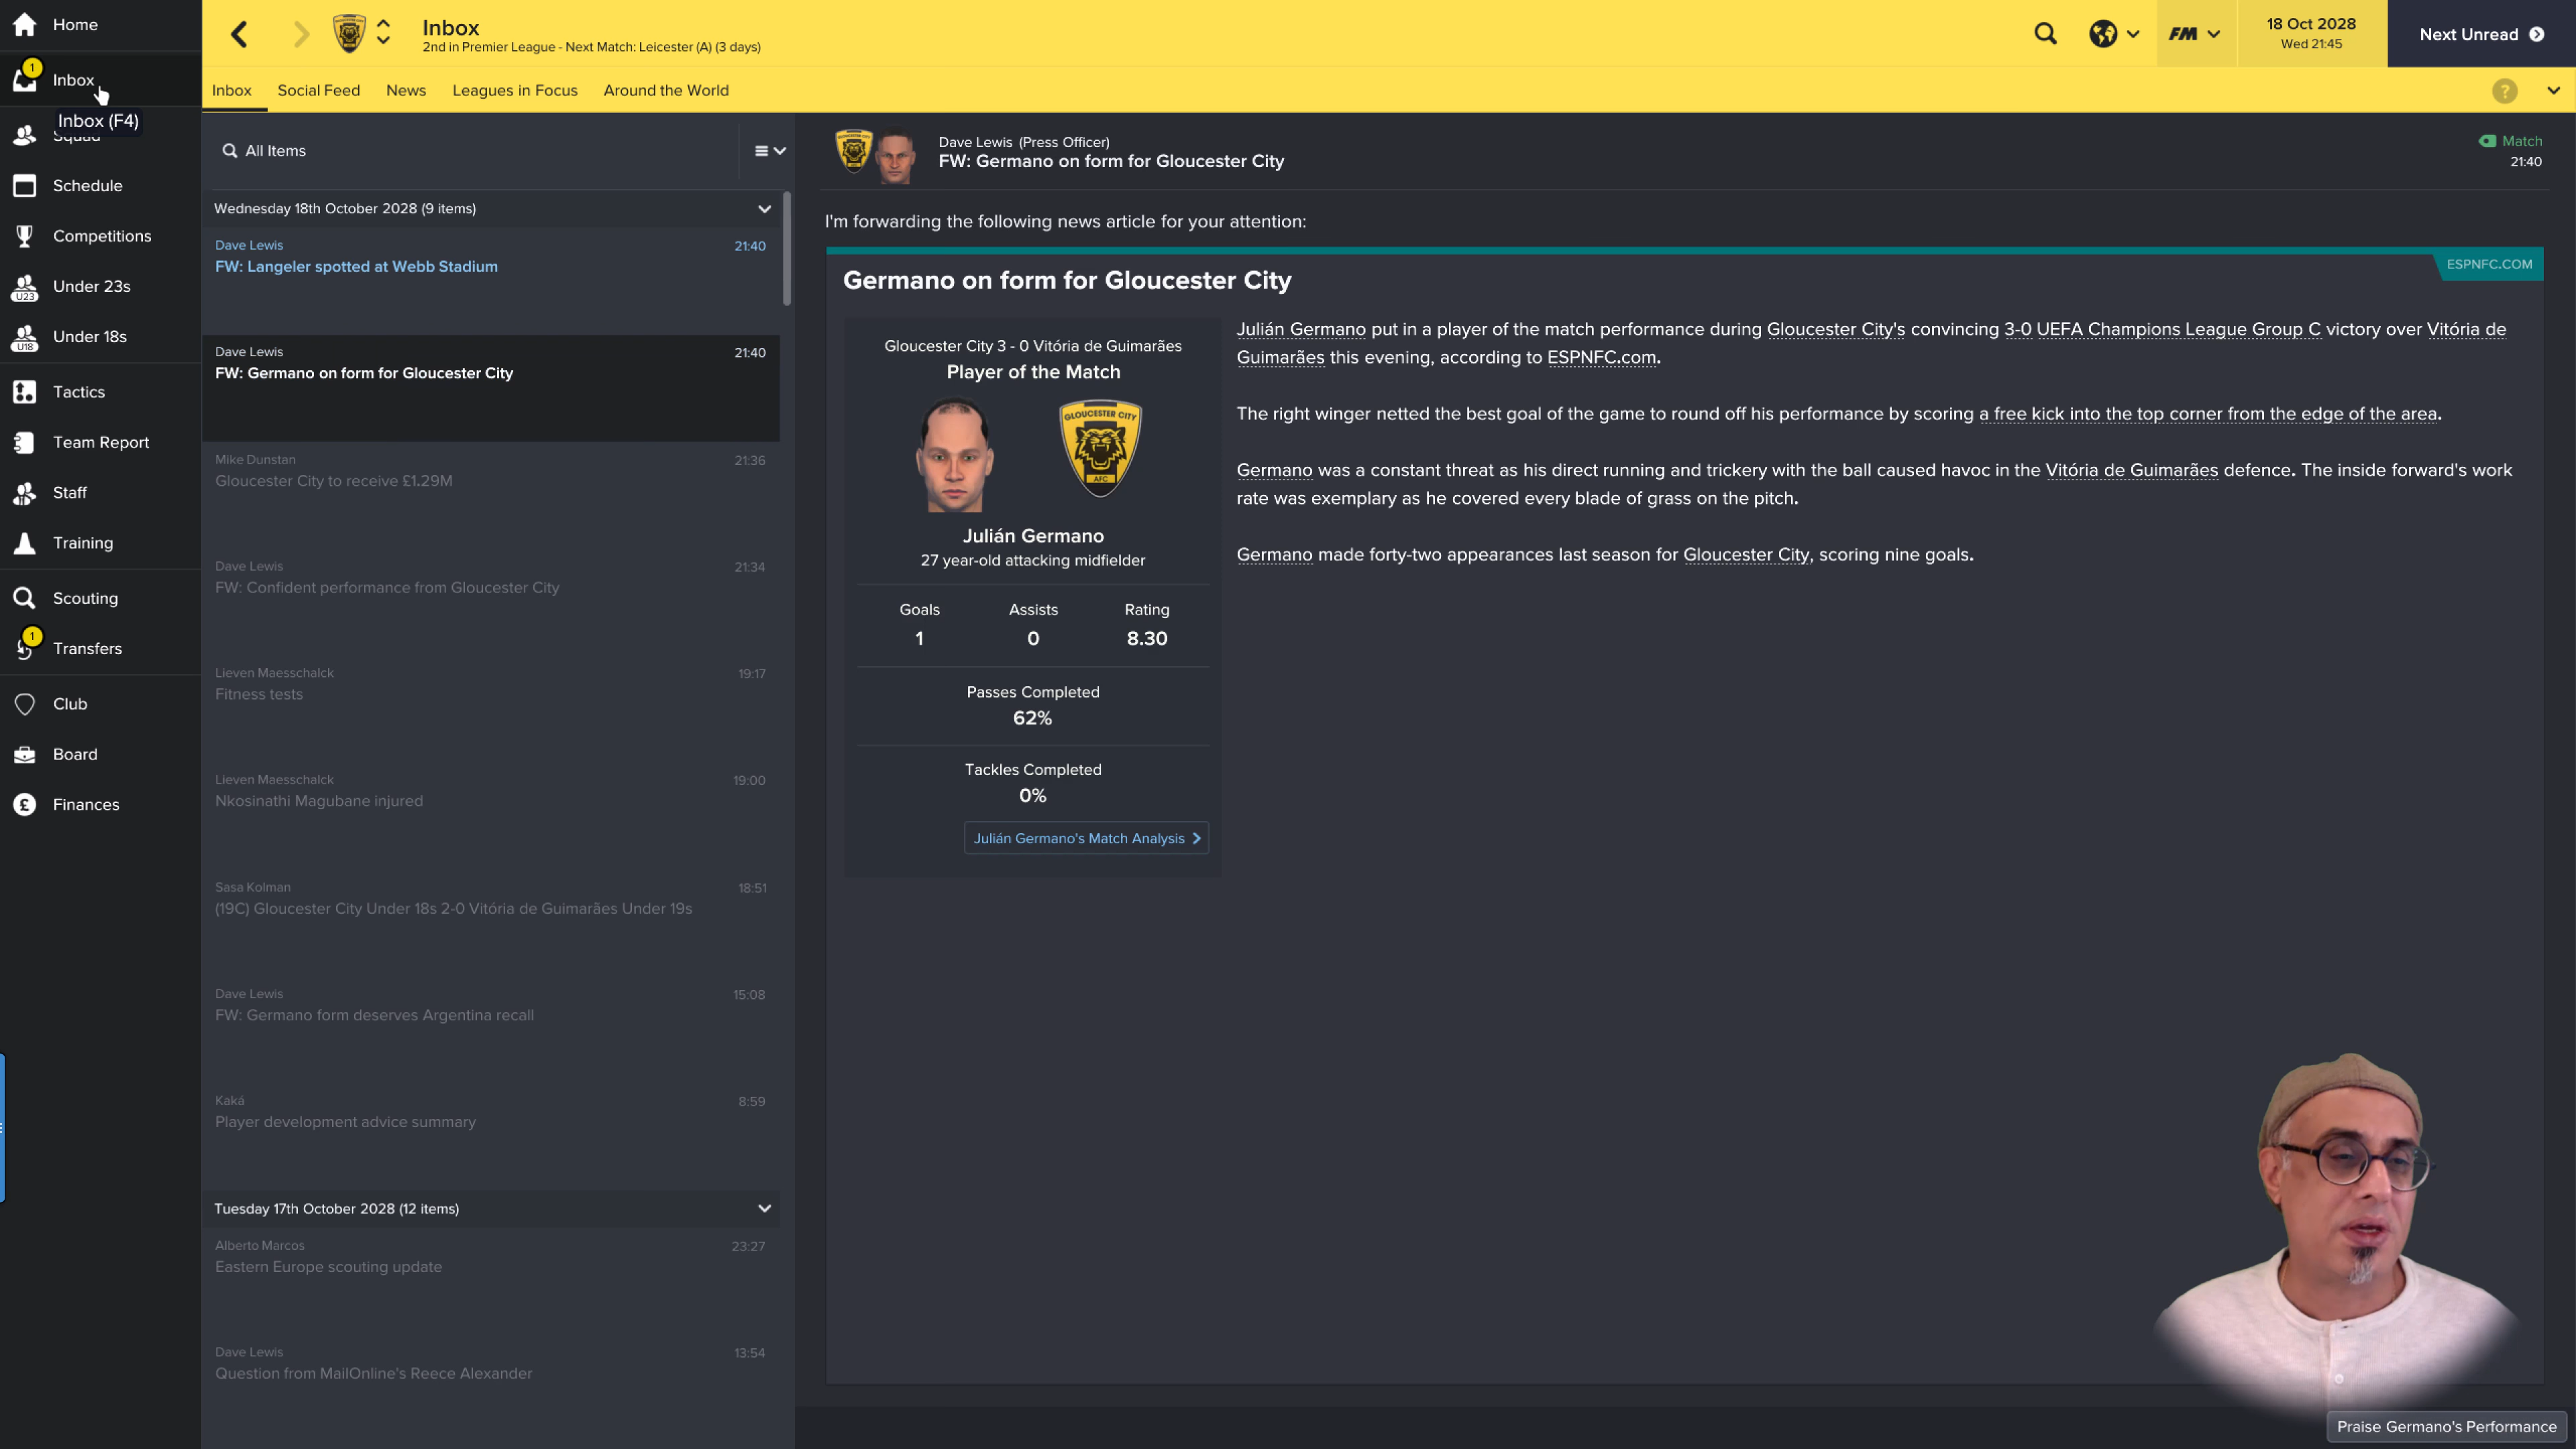 Home
1
Inbox
Inbox (F4)
Squad
Schedule
Competitions
U23
Under 23s
U18
Under 18s
Tactics
Team Report
Staff
Training
Scouting
1
Transfers
Club
Board
£
Finances
Inbox
2nd in Premier League - Next Match: Leicester (A) (3 days)
FM
18 Oct 2028
Wed 21:45
Next Unread
Inbox
Social Feed
News
Leagues in Focus
Around the World
?
All Items
Wednesday 18th October 2028 (9 items)
Dave Lewis 21:40
FW: Langeler spotted at Webb Stadium
Dave Lewis 21:40
FW: Germano on form for Gloucester City
Mike Dunstan 21:36
Gloucester City to receive £1.29M
Dave Lewis 21:34
FW: Confident performance from Gloucester City
Lieven Maesschalck 19:17
Fitness tests
Lieven Maesschalck 19:00
Nkosinathi Magubane injured
Sasa Kolman 18:51
(19C) Gloucester City Under 18s 2-0 Vitória de Guimarães Under 19s
Dave Lewis 15:08
FW: Germano form deserves Argentina recall
Kaká 8:59
Player development advice summary
Tuesday 17th October 2028 (12 items)
Alberto Marcos 23:27
Eastern Europe scouting update
Dave Lewis 13:54
Question from MailOnline's Reece Alexander
Dave Lewis (Press Officer)
FW: Germano on form for Gloucester City
Match
21:40
I'm forwarding the following news article for your attention:
ESPNFC.COM
Germano on form for Gloucester City
Gloucester City 3 - 0 Vitória de Guimarães
Player of the Match
GLOUCESTER CITY
AFC
Julián Germano
27 year-old attacking midfielder
Goals Assists Rating
1 0 8.30
Passes Completed
62%
Tackles Completed
0%
Julián Germano's Match Analysis
Julián Germano put in a player of the match performance during Gloucester City's convincing 3-0 UEFA Champions League Group C victory over Vitória de
Guimarães this evening, according to ESPNFC.com.
The right winger netted the best goal of the game to round off his performance by scoring a free kick into the top corner from the edge of the area.
Germano was a constant threat as his direct running and trickery with the ball caused havoc in the Vitória de Guimarães defence. The inside forward's work
rate was exemplary as he covered every blade of grass on the pitch.
Germano made forty-two appearances last season for Gloucester City, scoring nine goals.
Praise Germano's Performance